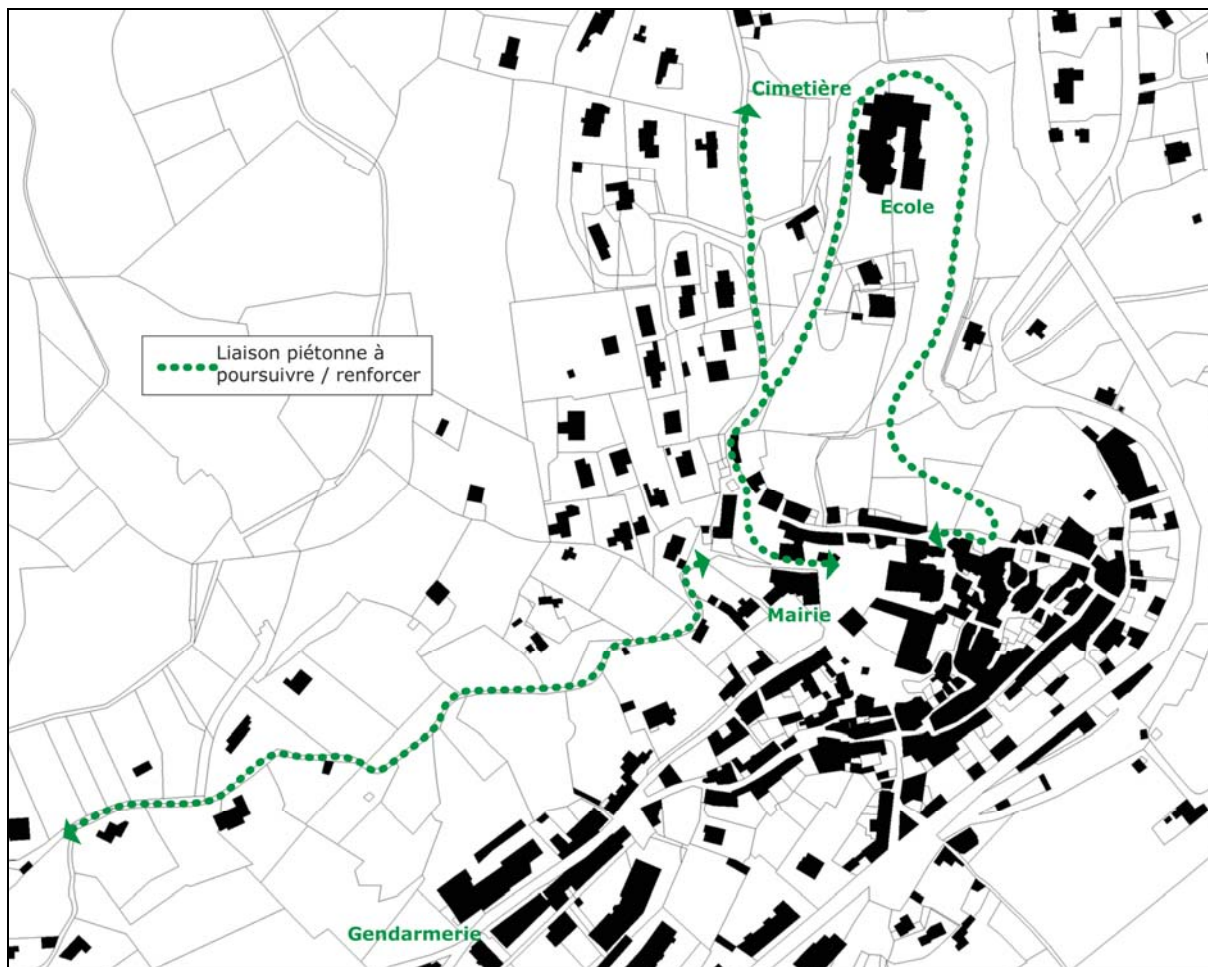 Cimetière
Ecole
Liaison piétonne à
poursuivre / renforcer
Mairie
Gendarmerie